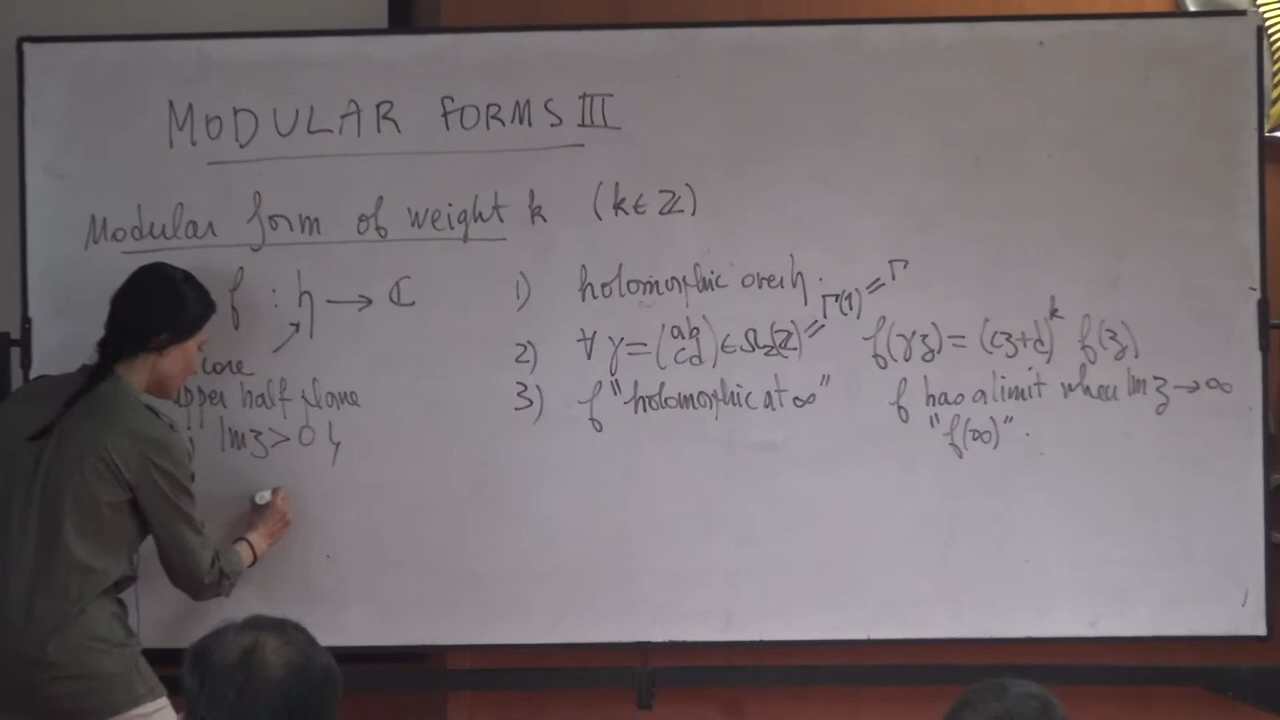 MODULAR FORMS III
Modular form of weight k (k ∈ ℤ)
f : h → ℂ
upper half plane
Im z > 0 }
1) holomorphic over h.
2) ∀ γ = (a b c d) ∈ SL₂(ℤ) = Γ(1) = Γ f(γz) = (cz+d)^k f(z)
3) f "holomorphic at ∞" f has a limit when Im z → ∞
"f(∞)".